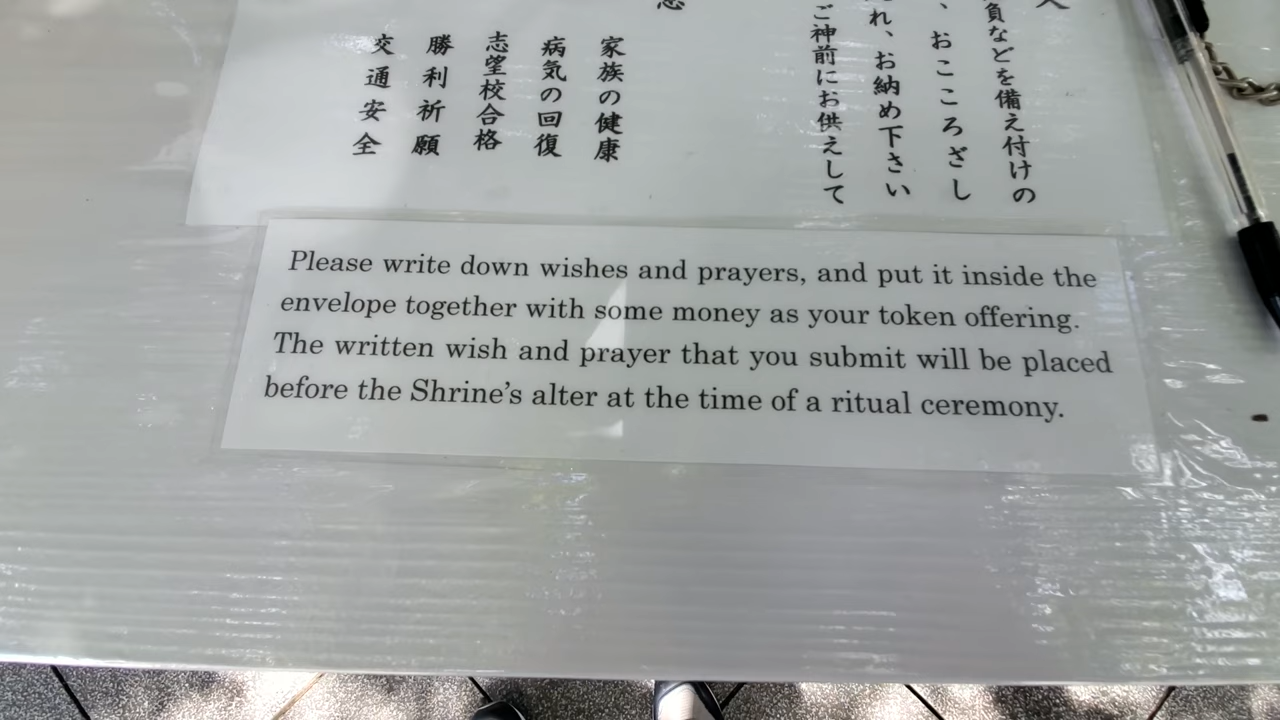 負などを備え付けの
、おこころざし
れ、お納め下さい
ご神前にお供えして
家族の健康
病気の回復
志望校合格
勝利祈願
交通安全
Please write down wishes and prayers, and put it inside the
envelope together with some money as your token offering.
The written wish and prayer that you submit will be placed
before the Shrine's alter at the time of a ritual ceremony.